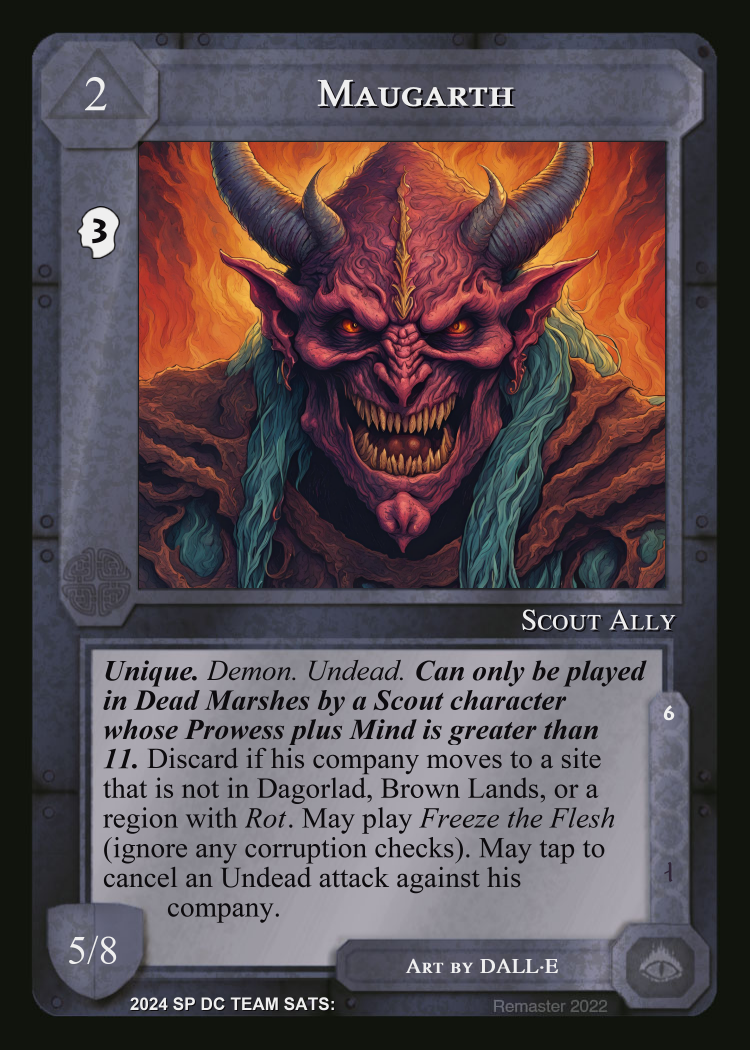 2
Maugarth
3
Scout Ally
Unique. Demon. Undead. Can only be played
in Dead Marshes by a Scout character
whose Prowess plus Mind is greater than
11. Discard if his company moves to a site
that is not in Dagorlad, Brown Lands, or a
region with Rot. May play Freeze the Flesh
(ignore any corruption checks). May tap to
cancel an Undead attack against his
company.
6
5/8
Art by DALL·E
2024 SP DC TEAM SATS:
Remaster 2022